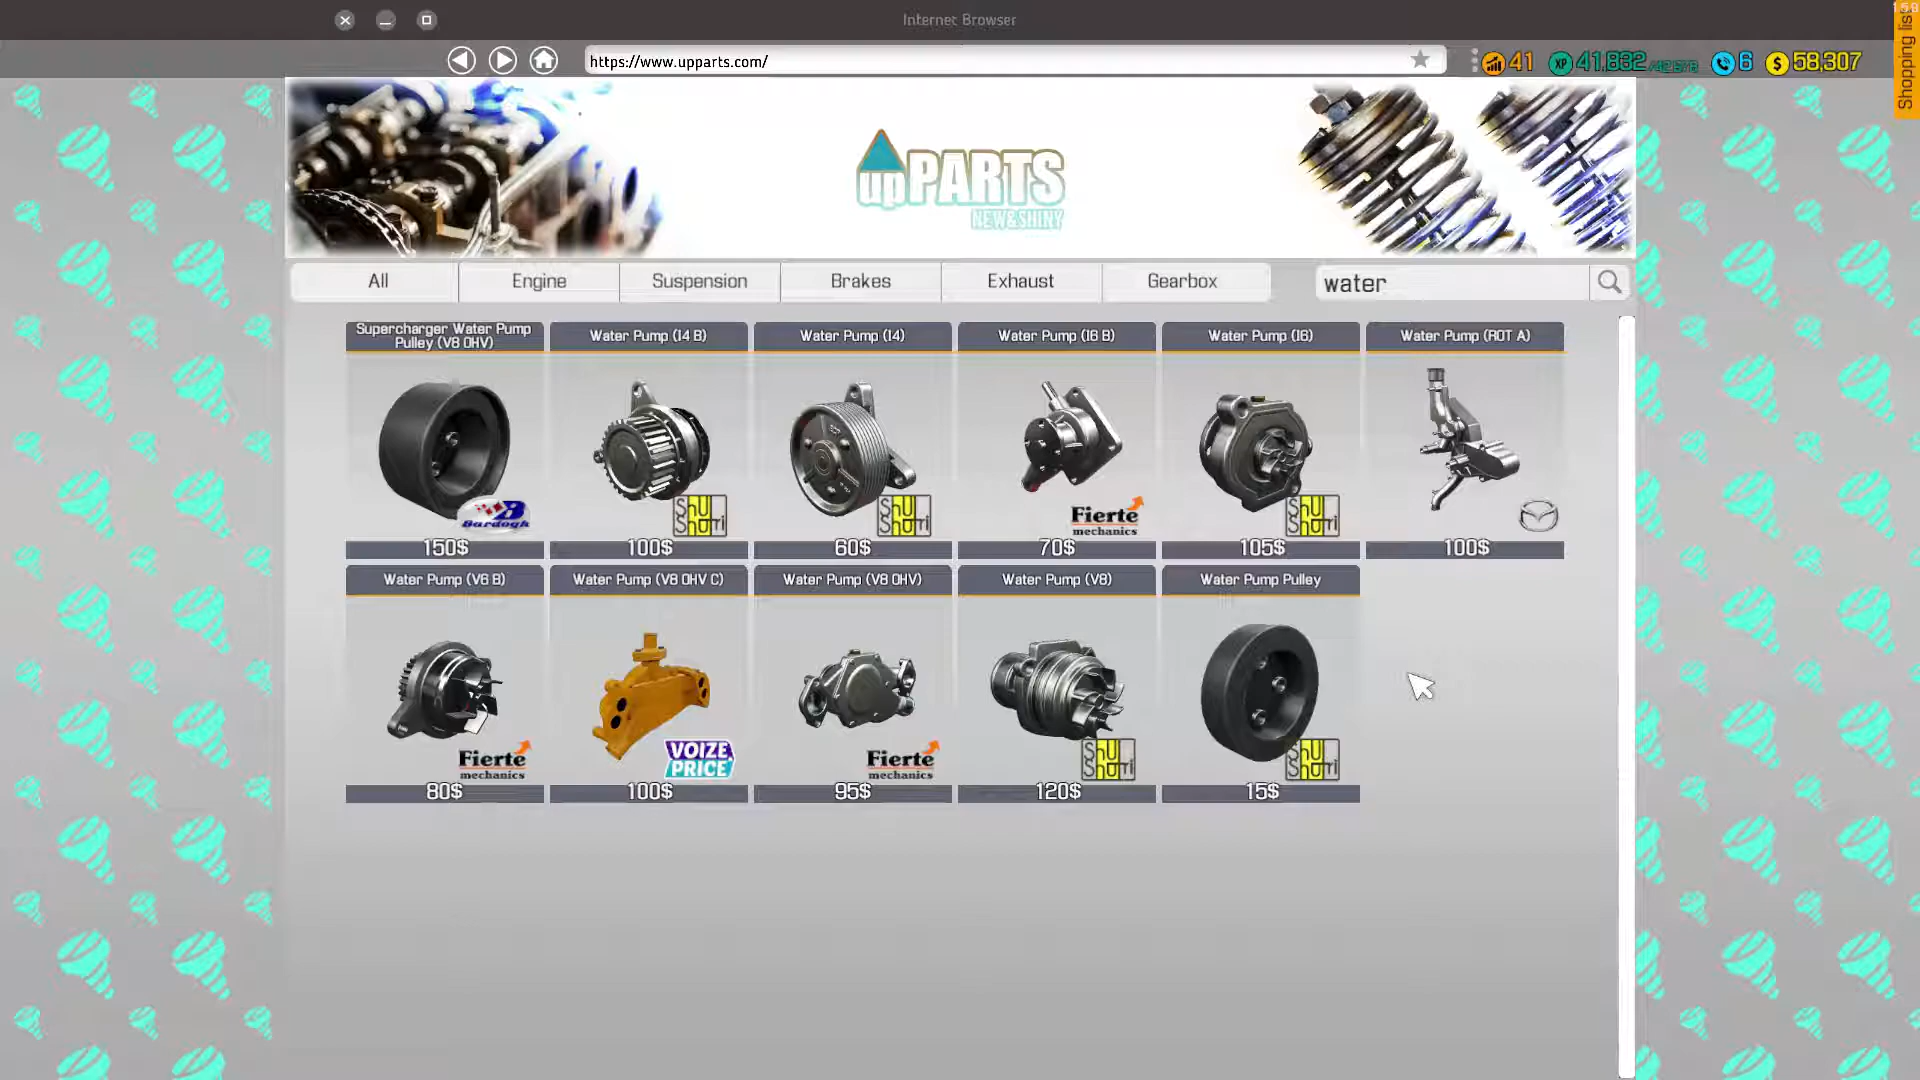 Internet Browser
https://www.upparts.com/
41
XP 41,832
6
$ 58,307
Shopping list
upPARTS
NEW&SHINY
All
Engine
Suspension
Brakes
Exhaust
Gearbox
water
Supercharger Water Pump
Pulley (V8 OHV)
Water Pump (I4 B)
Water Pump (I4)
Water Pump (I6 B)
Water Pump (I6)
Water Pump (ROT A)
Bardogh
Fierte
mechanics
150$
100$
60$
70$
105$
100$
Water Pump (V6 B)
Water Pump (V8 OHV C)
Water Pump (V8 OHV)
Water Pump (V8)
Water Pump Pulley
Fierte
mechanics
VOIZE
PRICE
Fierte
mechanics
80$
100$
95$
120$
15$